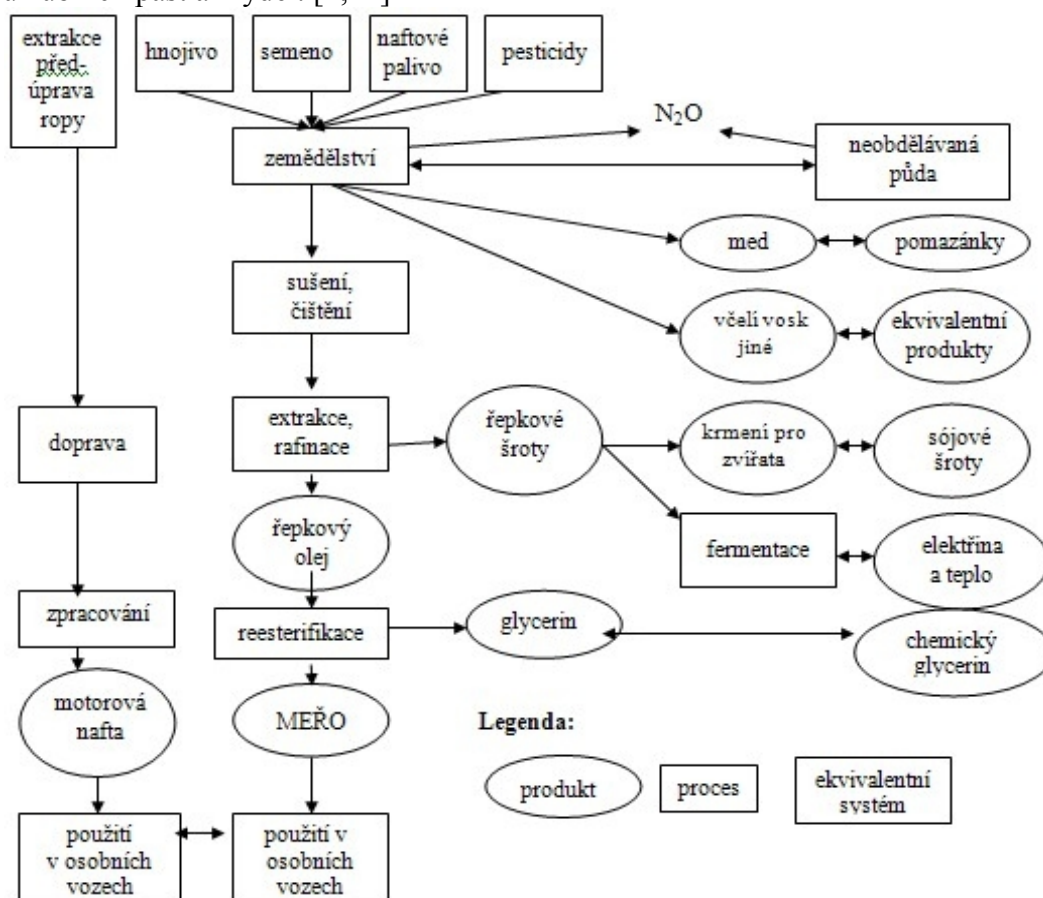 extrakce
před-
úprava
ropy
hnojivo
semeno
naftové
palivo
pesticidy
N₂O
zemědělství
neobdělávaná
půda
med
pomazánky
sušení,
čištění
včelí vosk
jiné
ekvivalentní
produkty
doprava
extrakce,
rafinace
řepkové
šroty
krmení pro
zvířata
sójové
šroty
řepkový
olej
fermentace
elektřina
a teplo
zpracování
reesterifikace
glycerin
chemický
glycerin
motorová
nafta
MEŘO
Legenda:
produkt
proces
ekvivalentní
systém
použití
v osobních
vozech
použití v
osobních
vozech